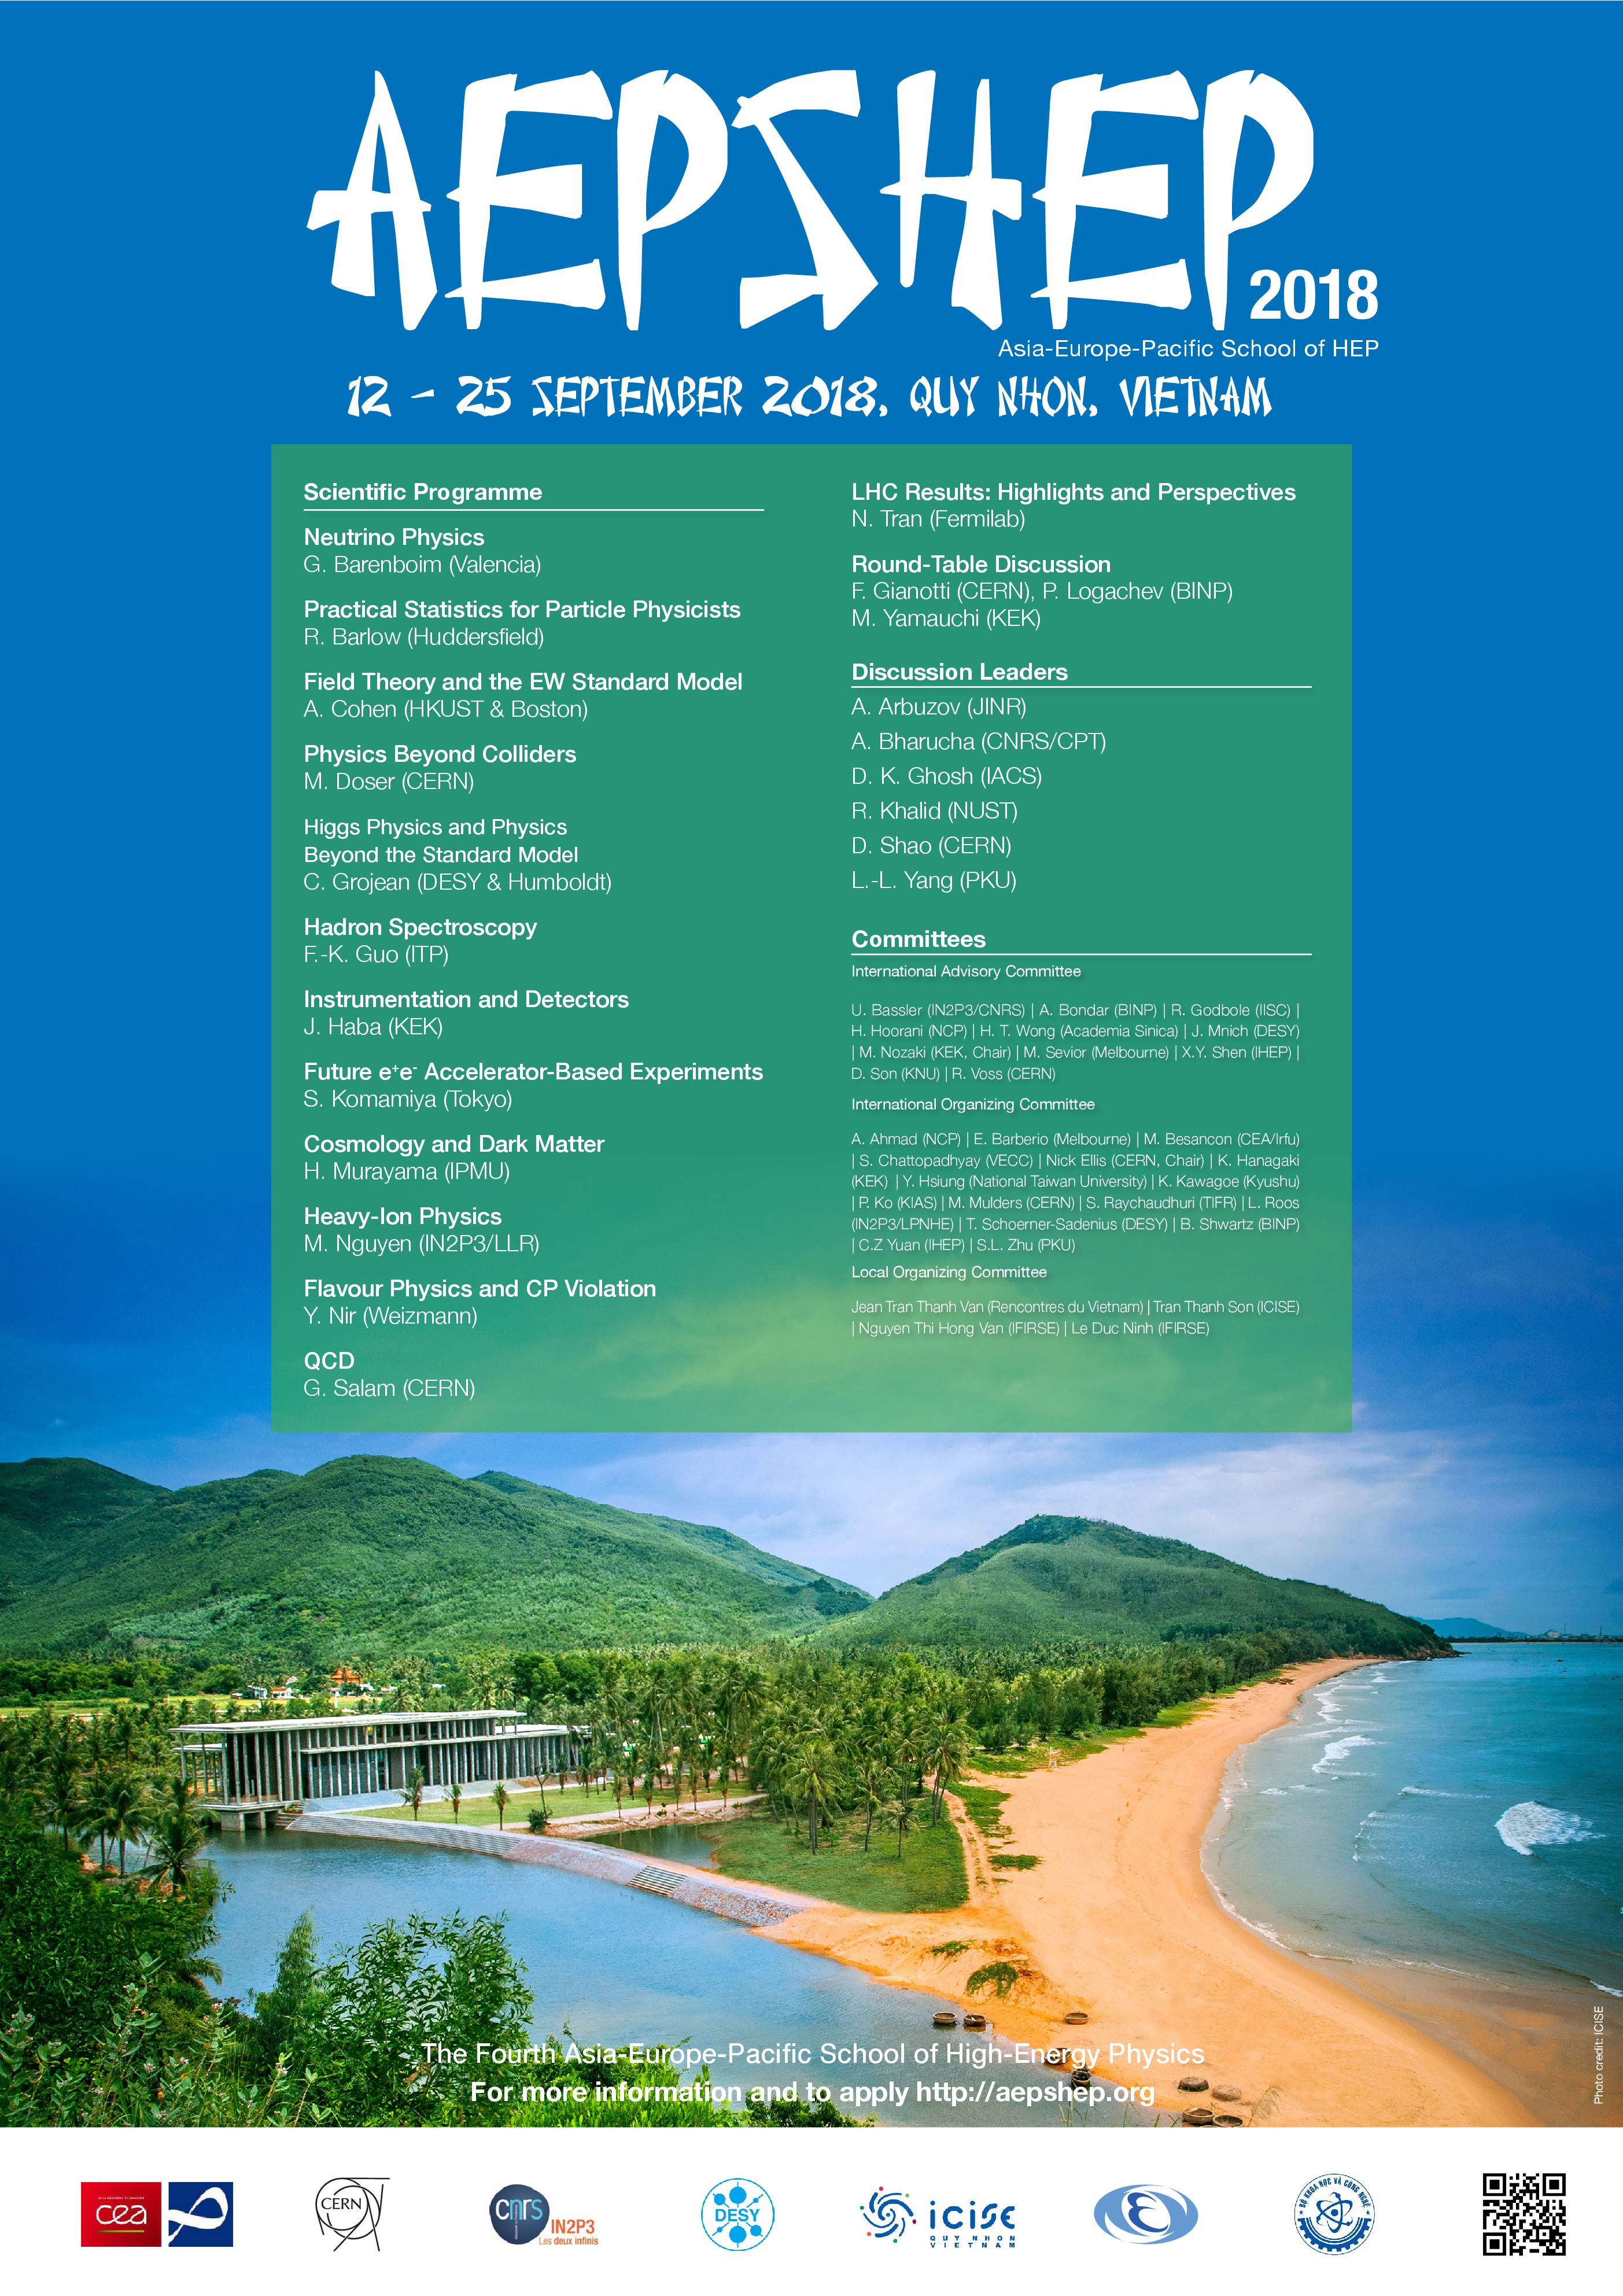 AEPSHEP
2018
Asia-Europe-Pacific School of HEP
12 - 25 SEPTEMBER 2018, QUY NHON, VIETNAM
Scientific Programme
Neutrino Physics
G. Barenboim (Valencia)
Practical Statistics for Particle Physicists
R. Barlow (Huddersfield)
Field Theory and the EW Standard Model
A. Cohen (HKUST & Boston)
Physics Beyond Colliders
M. Doser (CERN)
Higgs Physics and Physics
Beyond the Standard Model
C. Grojean (DESY & Humboldt)
Hadron Spectroscopy
F.-K. Guo (ITP)
Instrumentation and Detectors
J. Haba (KEK)
Future e⁺e⁻ Accelerator-Based Experiments
S. Komamiya (Tokyo)
Cosmology and Dark Matter
H. Murayama (IPMU)
Heavy-Ion Physics
M. Nguyen (IN2P3/LLR)
Flavour Physics and CP Violation
Y. Nir (Weizmann)
QCD
G. Salam (CERN)
LHC Results: Highlights and Perspectives
N. Tran (Fermilab)
Round-Table Discussion
F. Gianotti (CERN), P. Logachev (BINP)
M. Yamauchi (KEK)
Discussion Leaders
A. Arbuzov (JINR)
A. Bharucha (CNRS/CPT)
D. K. Ghosh (IACS)
R. Khalid (NUST)
D. Shao (CERN)
L.-L. Yang (PKU)
Committees
International Advisory Committee
U. Bassler (IN2P3/CNRS) | A. Bondar (BINP) | R. Godbole (IISC) |
H. Hoorani (NCP) | H. T. Wong (Academia Sinica) | J. Mnich (DESY)
| M. Nozaki (KEK, Chair) | M. Sevior (Melbourne) | X.Y. Shen (IHEP) |
D. Son (KNU) | R. Voss (CERN)
International Organizing Committee
A. Ahmad (NCP) | E. Barberio (Melbourne) | M. Besancon (CEA/Irfu)
| S. Chattopadhyay (VECC) | Nick Ellis (CERN, Chair) | K. Hanagaki
(KEK) | Y. Hsiung (National Taiwan University) | K. Kawagoe (Kyushu)
| P. Ko (KIAS) | M. Mulders (CERN) | S. Raychaudhuri (TIFR) | L. Roos
(IN2P3/LPNHE) | T. Schoerner-Sadenius (DESY) | B. Shwartz (BINP)
| C.Z Yuan (IHEP) | S.L. Zhu (PKU)
Local Organizing Committee
Jean Tran Thanh Van (Rencontres du Vietnam) | Tran Thanh Son (ICISE)
| Nguyen Thi Hong Van (IFIRSE) | Le Duc Ninh (IFIRSE)
The Fourth Asia-Europe-Pacific School of High-Energy Physics
For more information and to apply http://aepshep.org
Photo credit: ICISE
cea
CERN
cnrs
IN2P3
Les deux infinis
DESY
icise
QUY NHON
VIETNAM
BỘ KHOA HỌC VÀ CÔNG NGHỆ